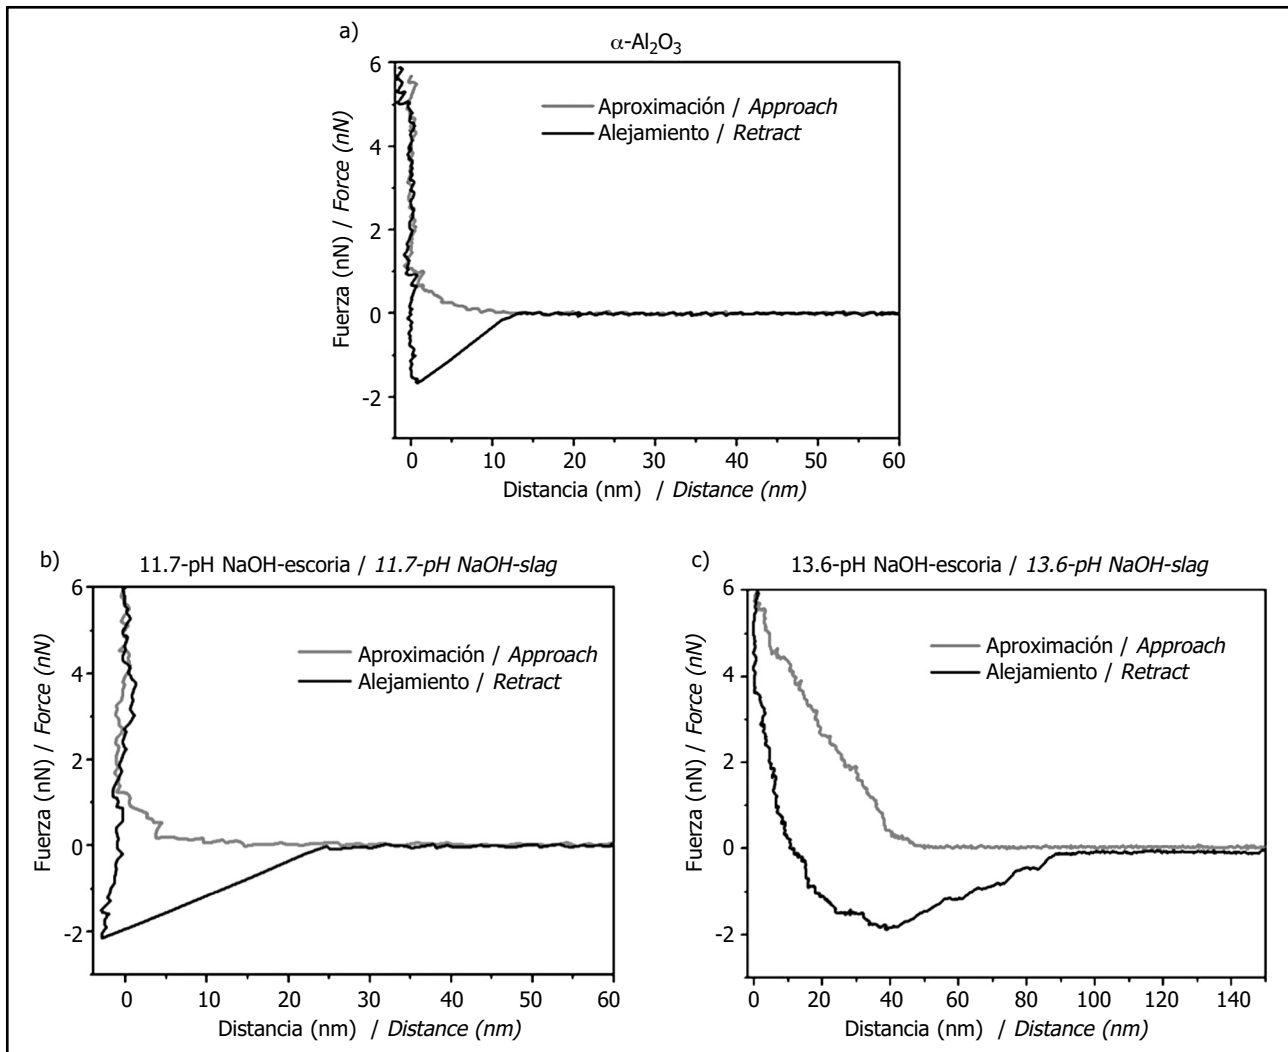 a)
α-Al₂O₃
Fuerza (nN) / Force (nN)
6
4
2
0
-2
Aproximación / Approach
Alejamiento / Retract
0 10 20 30 40 50 60
Distancia (nm) / Distance (nm)
b)
11.7-pH NaOH-escoria / 11.7-pH NaOH-slag
Fuerza (nN) / Force (nN)
6
4
2
0
-2
Aproximación / Approach
Alejamiento / Retract
0 10 20 30 40 50 60
Distancia (nm) / Distance (nm)
c)
13.6-pH NaOH-escoria / 13.6-pH NaOH-slag
Fuerza (nN) / Force (nN)
6
4
2
0
-2
Aproximación / Approach
Alejamiento / Retract
0 20 40 60 80 100 120 140
Distancia (nm) / Distance (nm)